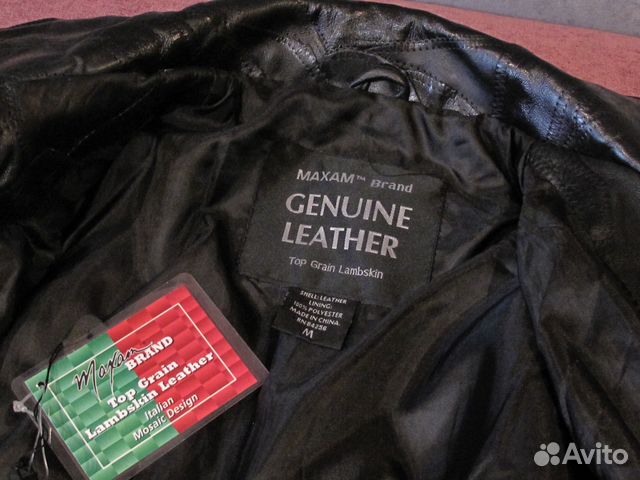 MAXAM™ Brand
GENUINE
LEATHER
Top Grain Lambskin
SHELL: LEATHER
LINING:
100% POLYESTER
MADE IN CHINA
RN 84256
M
Maxam
BRAND
Top Grain
Lambskin Leather
Italian
Mosaic Design
Avito